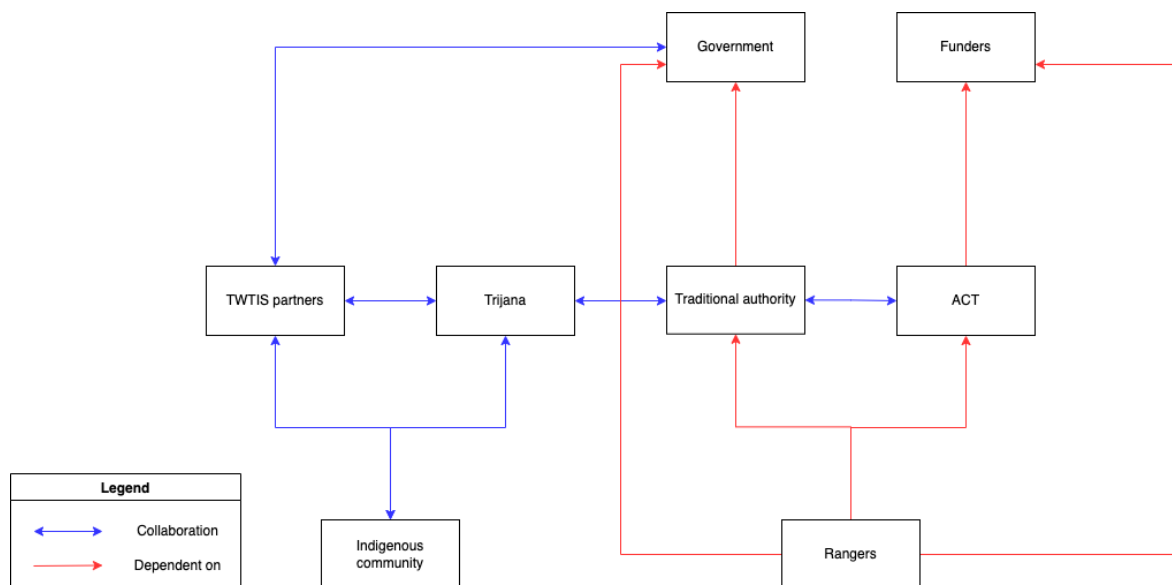 Government
Funders
TWTIS partners
Trijana
Traditional authority
ACT
Legend
Collaboration
Dependent on
Indigenous
community
Rangers